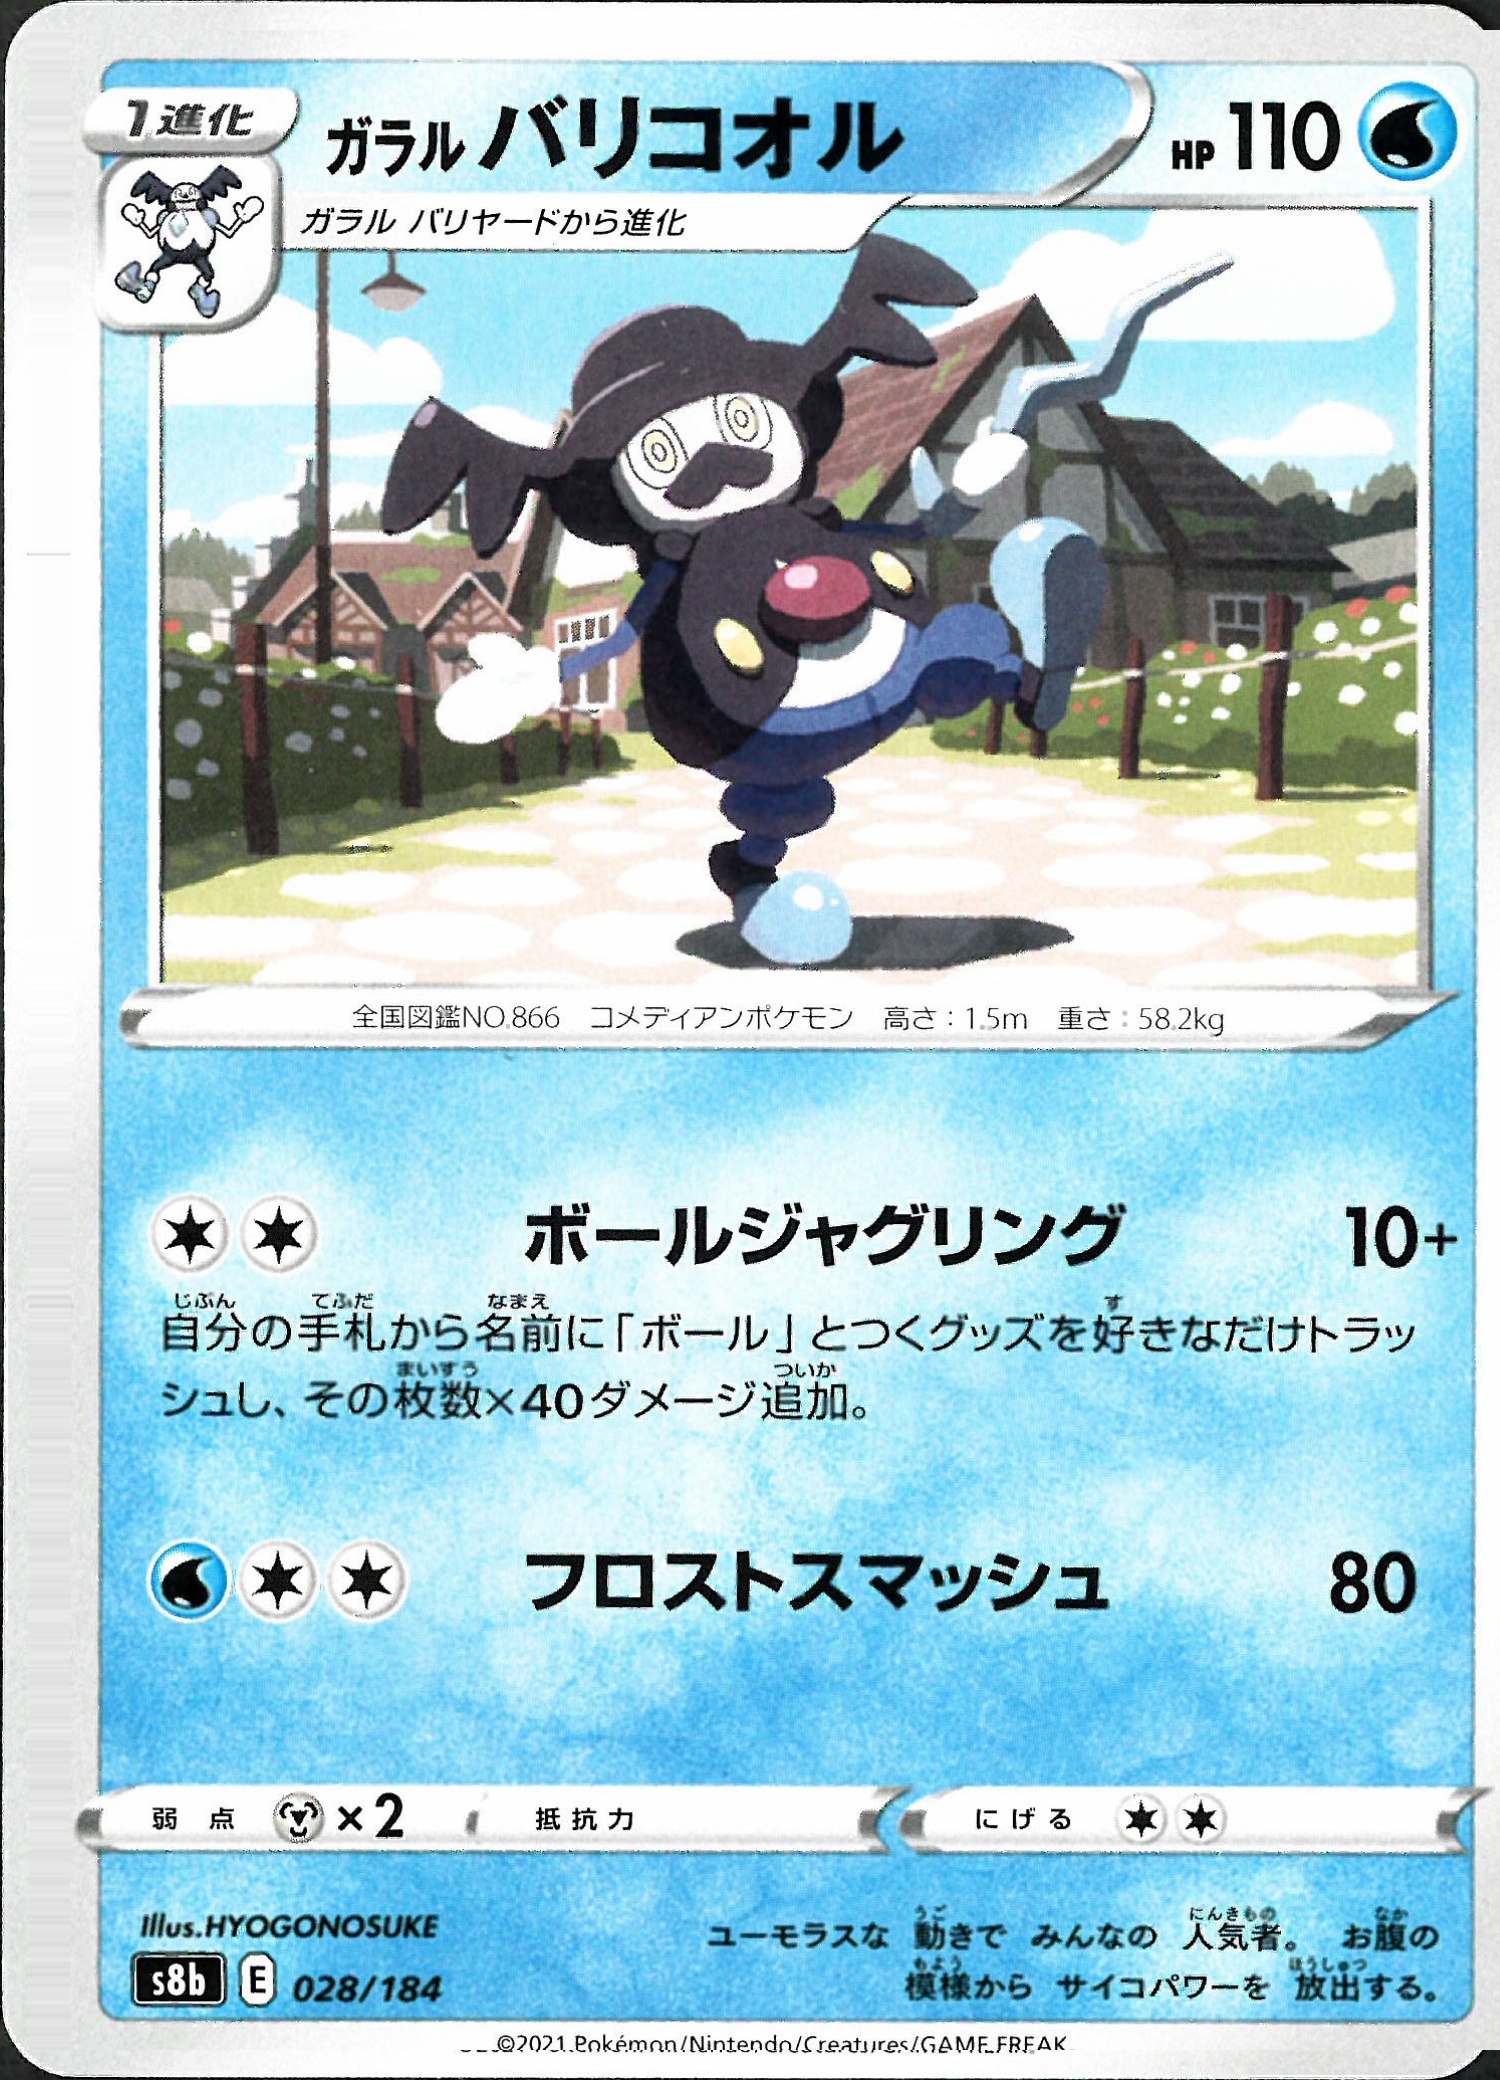 1進化
ガラル バリコオル
HP 110
ガラル バリヤードから進化
全国図鑑NO.866 コメディアンポケモン 高さ：1.5m 重さ：58.2kg
ボールジャグリング 10+
自分の手札から名前に「ボール」とつくグッズを好きなだけトラッ
シュし、その枚数×40ダメージ追加。
フロストスマッシュ 80
弱点 ×2 抵抗力 にげる
Illus.HYOGONOSUKE
s8b E 028/184
ユーモラスな 動きで みんなの 人気者。 お腹の
模様から サイコパワーを 放出する。
©2021 Pokémon/Nintendo/Creatures/GAME FREAK